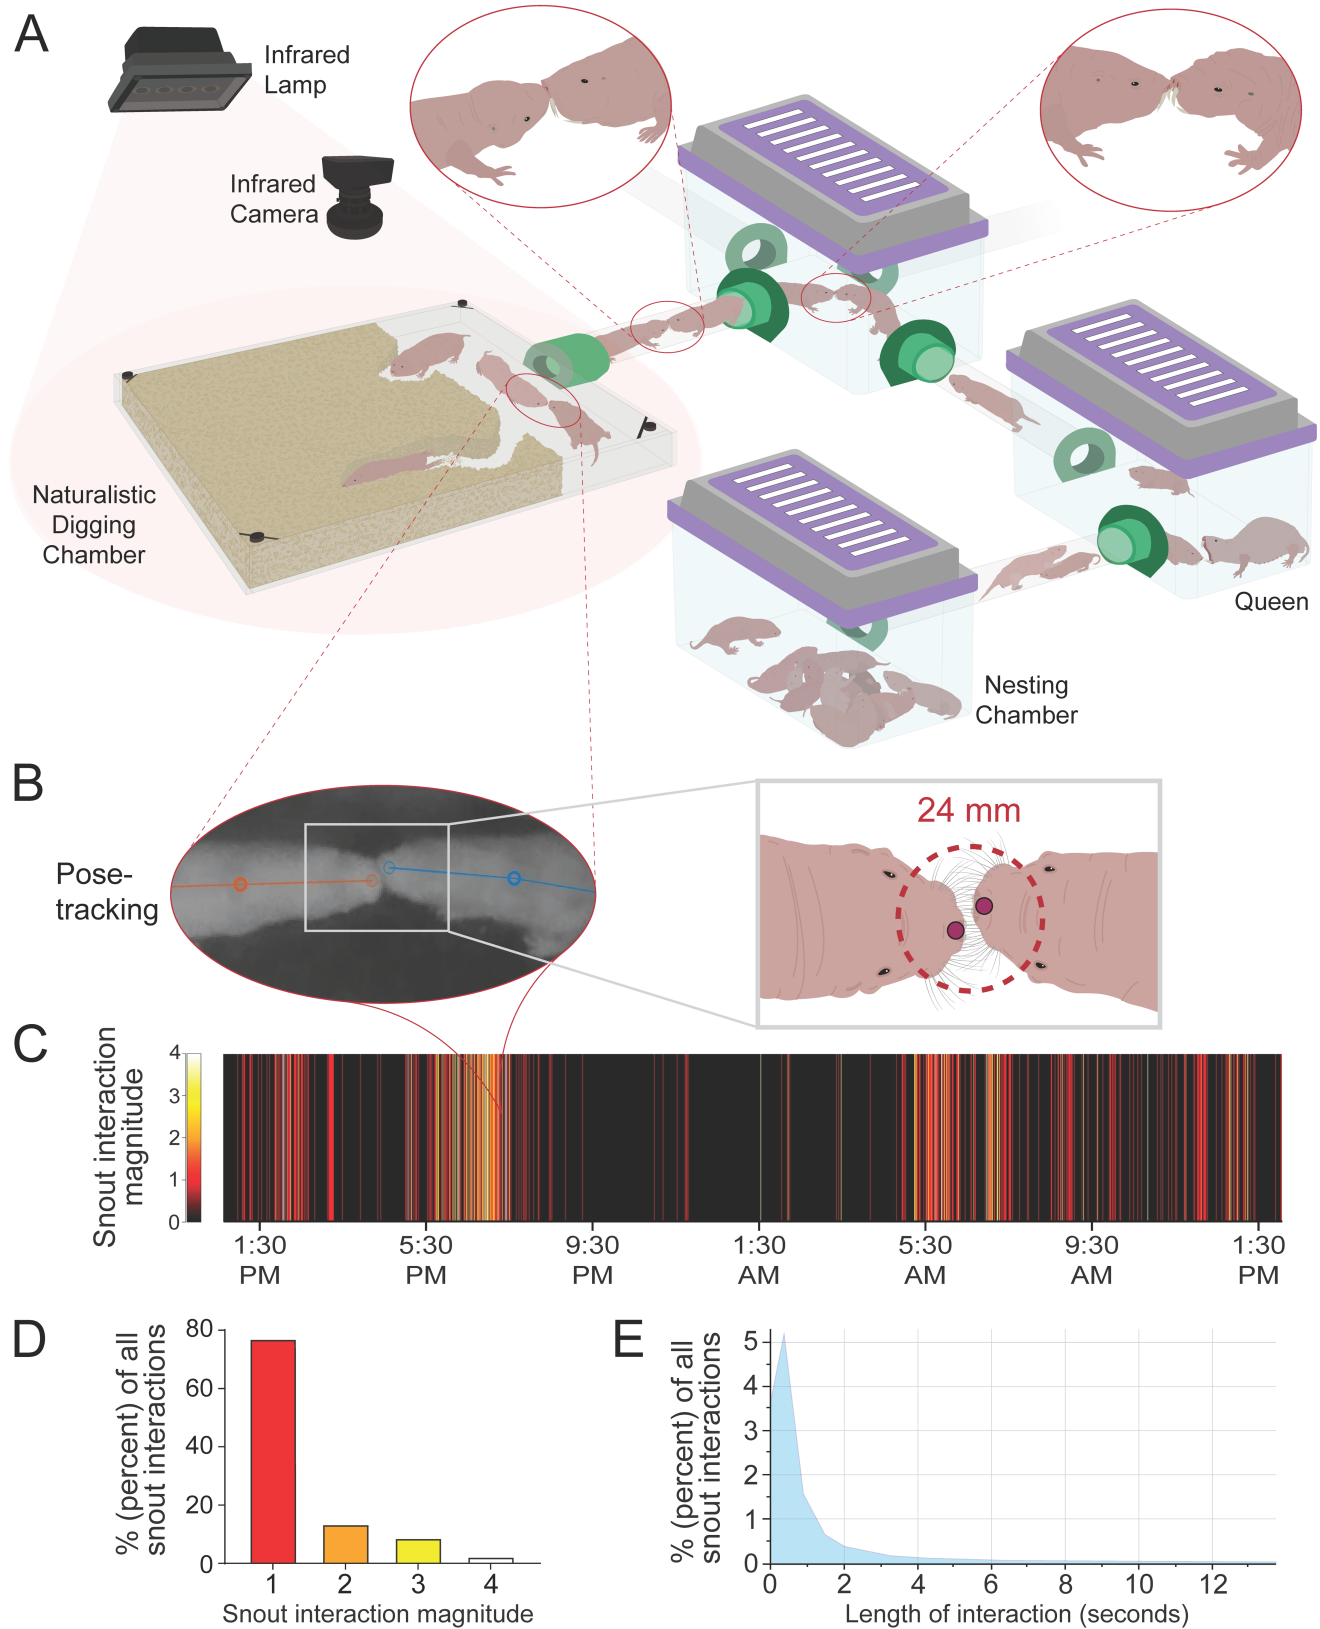 A
Infrared
Lamp
Infrared
Camera
Naturalistic
Digging
Chamber
Queen
Nesting
Chamber
B
Pose-
tracking
24 mm
C
Snout interaction
magnitude
4
3
2
1
0
1:30
PM
5:30
PM
9:30
PM
1:30
AM
5:30
AM
9:30
AM
1:30
PM
D
% (percent) of all
snout interactions
80
60
40
20
0
1 2 3 4
Snout interaction magnitude
E
% (percent) of all
snout interactions
5
4
3
2
1
0
0 2 4 6 8 10 12
Length of interaction (seconds)